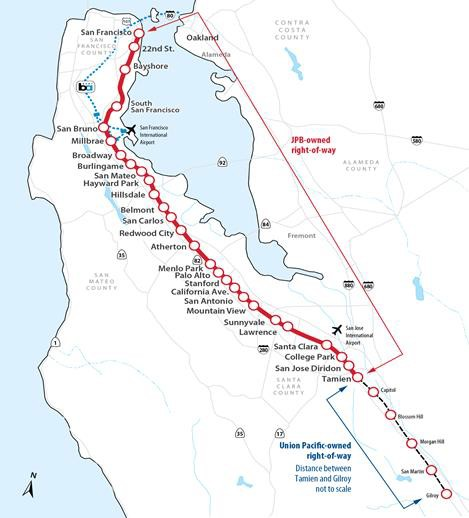 101
80
CONTRA
COSTA
COUNTY
San Francisco
SAN
FRANCISCO
COUNTY
Oakland
Alameda
22nd St.
Bayshore
ba
South
San Francisco
680
San Bruno
San Francisco
International
Airport
580
Millbrae
JPB-owned
right-of-way
Broadway
Burlingame
92
ALAMEDA
COUNTY
San Mateo
Hayward Park
Hillsdale
Belmont
San Carlos
84
Redwood City
Fremont
Atherton
35
82
SAN
MATEO
COUNTY
Menlo Park
Palo Alto
Stanford
California Ave.
880
680
San Antonio
Mountain View
Sunnyvale
Lawrence
San Jose
International
Airport
1
280
Santa Clara
College Park
San Jose Diridon
Tamien
SANTA
CLARA
COUNTY
Capitol
Blossom Hill
35
17
Union Pacific-owned
right-of-way
Distance between
Tamien and Gilroy
not to scale
Morgan Hill
San Martin
N
Gilroy